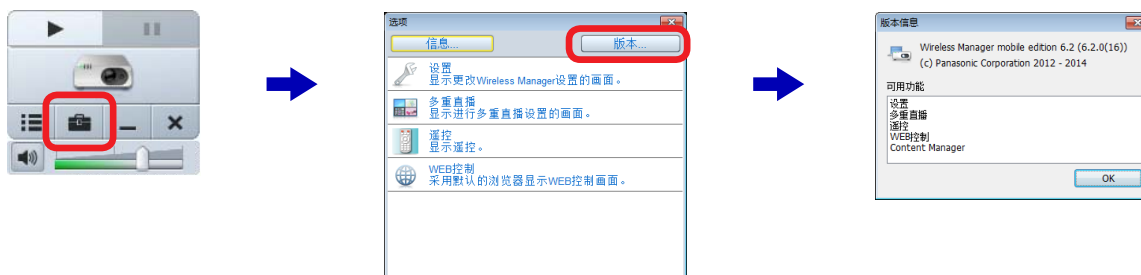 选项
信息...
版本...
设置
显示更改Wireless Manager设置的画面。
多重直播
显示进行多重直播设置的画面。
遥控
显示遥控。
WEB控制
采用默认的浏览器显示WEB控制画面。
版本信息
Wireless Manager mobile edition 6.2 (6.2.0(16))
(c) Panasonic Corporation 2012 - 2014
可用功能
设置
多重直播
遥控
WEB控制
Content Manager
OK